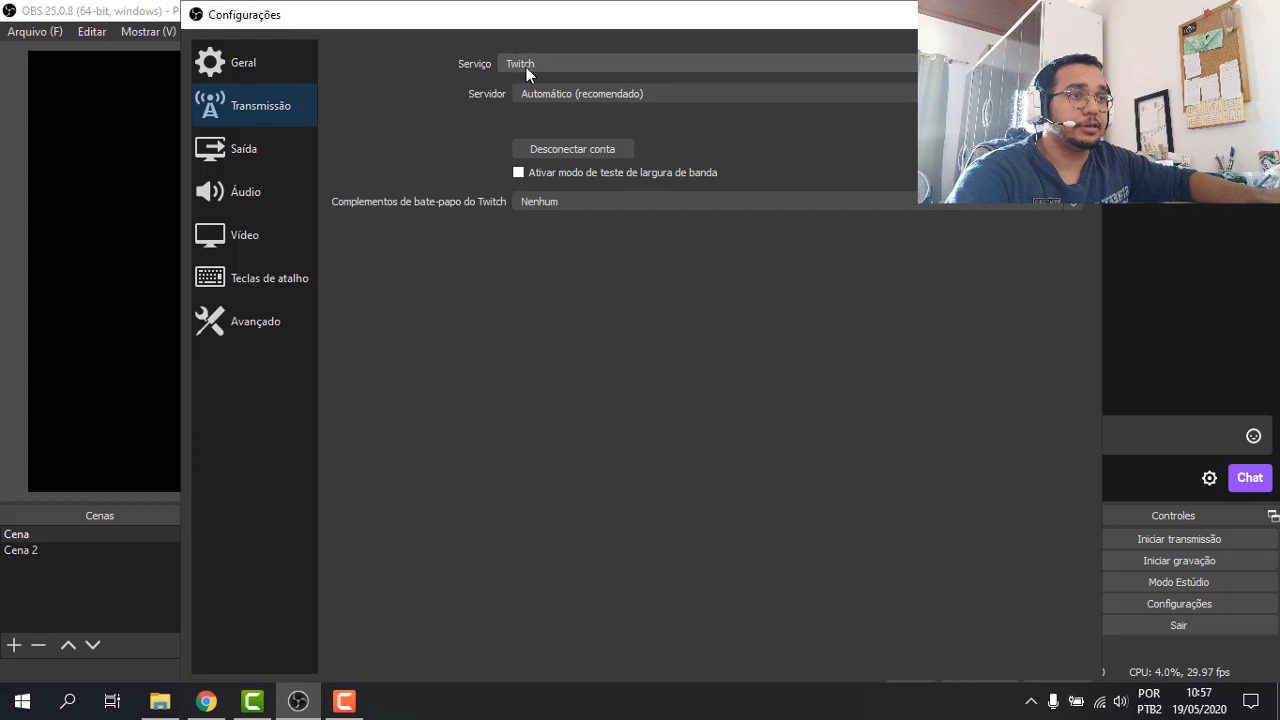 OBS 25.0.8 (64-bit, windows) - P
Configurações
Arquivo (F) Editar Mostrar (V)
Geral
Transmissão
Saída
Áudio
Vídeo
Teclas de atalho
Avançado
Serviço Twitch
Servidor Automático (recomendado)
Desconectar conta
Ativar modo de teste de largura de banda
Complementos de bate-papo do Twitch Nenhum
Chat
Cenas
Cena
Cena 2
Controles
Iniciar transmissão
Iniciar gravação
Modo Estúdio
Configurações
Sair
0 CPU: 4.0%, 29.97 fps
POR
PTB2
10:57
19/05/2020